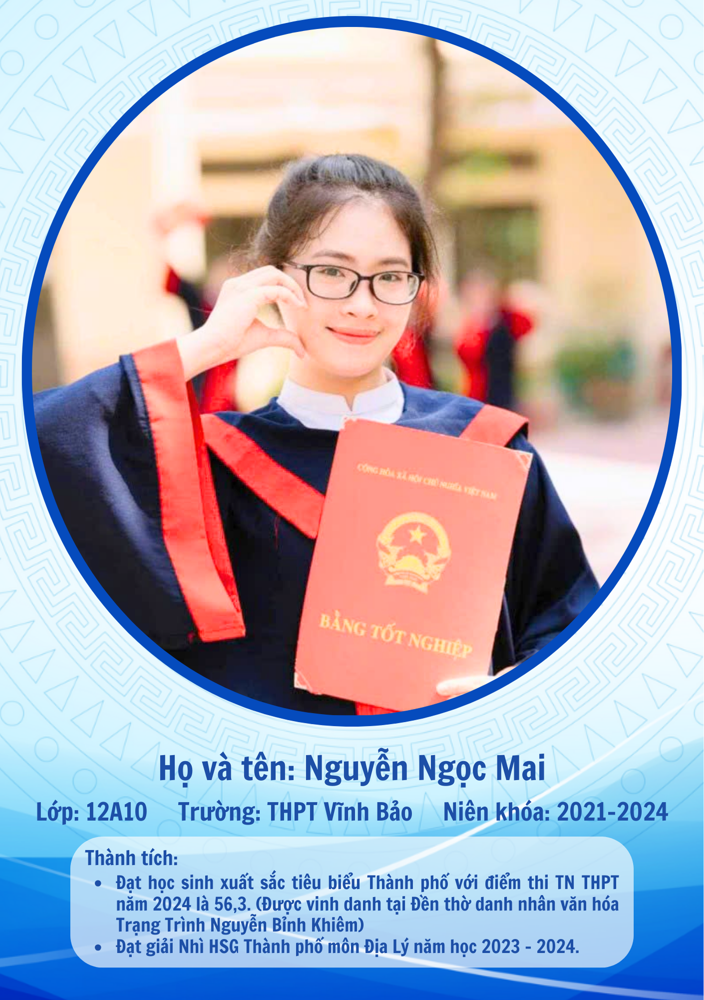 CỘNG HÒA XÃ HỘI CHỦ NGHĨA VIỆT NAM
BẰNG TỐT NGHIỆP
Họ và tên: Nguyễn Ngọc Mai
Lớp: 12A10 Trường: THPT Vĩnh Bảo Niên khóa: 2021-2024
Thành tích:
• Đạt học sinh xuất sắc tiêu biểu Thành phố với điểm thi TN THPT
năm 2024 là 56,3. (Được vinh danh tại Đền thờ danh nhân văn hóa
Trạng Trình Nguyễn Bỉnh Khiêm)
• Đạt giải Nhì HSG Thành phố môn Địa Lý năm học 2023 - 2024.